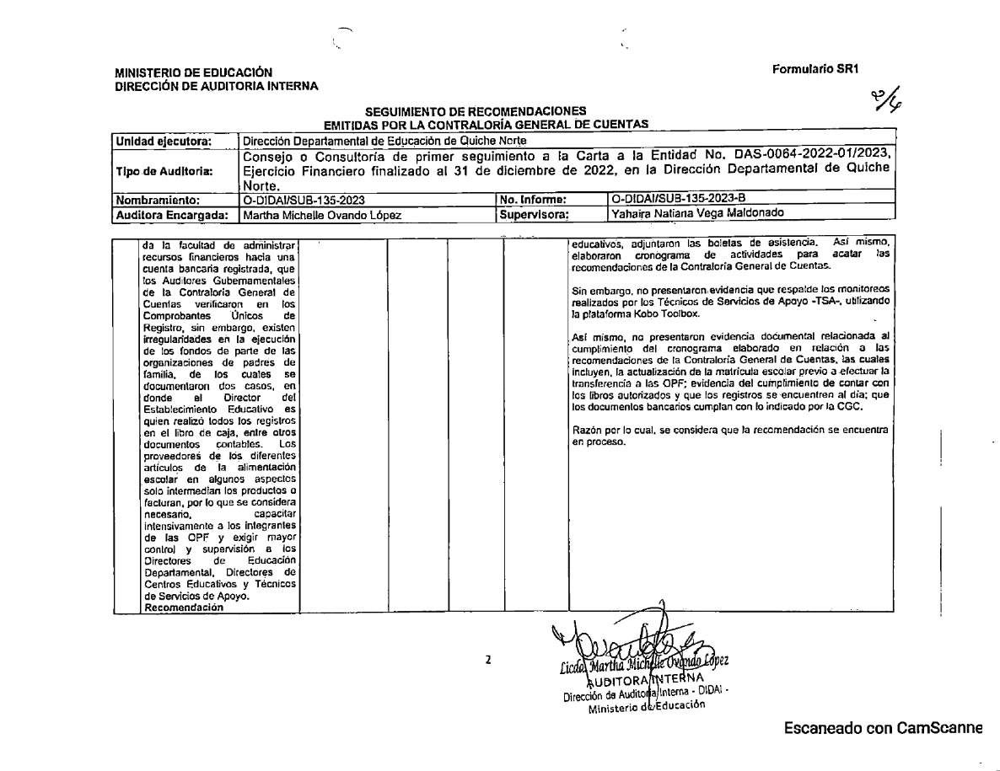 MINISTERIO DE EDUCACIÓN
DIRECCIÓN DE AUDITORIA INTERNA
Formulario SR1
2/4
SEGUIMIENTO DE RECOMENDACIONES
EMITIDAS POR LA CONTRALORÍA GENERAL DE CUENTAS
Unidad ejecutora: Dirección Departamental de Educación de Quiche Norte
Tipo de Auditoria: Consejo o Consultoría de primer seguimiento a la Carta a la Entidad No. DAS-0064-2022-01/2023,
Ejercicio Financiero finalizado al 31 de diciembre de 2022, en la Dirección Departamental de Quiche
Norte.
Nombramiento: O-DIDAI/SUB-135-2023 No. Informe: O-DIDAI/SUB-135-2023-B
Auditora Encargada: Martha Michelle Ovando López Supervisora: Yahaira Natiana Vega Maldonado
da la facultad de administrar
recursos financieros hacia una
cuenta bancaria registrada, que
los Auditores Gubernamentales
de la Contraloría General de
Cuentas verificaron en los
Comprobantes Únicos de
Registro, sin embargo, existen
irregularidades en la ejecución
de los fondos de parte de las
organizaciones de padres de
familia, de los cuales se
documentaron dos casos, en
donde el Director del
Establecimiento Educativo es
quien realizó todos los registros
en el libro de caja, entre otros
documentos contables. Los
proveedores de los diferentes
artículos de la alimentación
escolar en algunos aspectos
solo intermedian los productos o
facturan, por lo que se considera
necesario, capacitar
intensivamente a los integrantes
de las OPF y exigir mayor
control y supervisión a los
Directores de Educación
Departamental, Directores de
Centros Educativos y Técnicos
de Servicios de Apoyo.
Recomendación
educativos, adjuntaron las boletas de asistencia. Así mismo,
elaboraron cronograma de actividades para acatar las
recomendaciones de la Contraloría General de Cuentas.
Sin embargo, no presentaron evidencia que respalde los monitoreos
realizados por los Técnicos de Servicios de Apoyo -TSA-, utilizando
la plataforma Kobo Toolbox.
Así mismo, no presentaron evidencia documental relacionada al
cumplimiento del cronograma elaborado en relación a las
recomendaciones de la Contraloría General de Cuentas, las cuales
incluyen, la actualización de la matrícula escolar previo a efectuar la
transferencia a las OPF; evidencia del cumplimiento de contar con
los libros autorizados y que los registros se encuentren al día; que
los documentos bancarios cumplan con lo indicado por la CGC.
Razón por lo cual, se considera que la recomendación se encuentra
en proceso.
2
Licda. Martha Michelle Ovando López
AUDITORA INTERNA
Dirección de Auditoria Interna - DIDAI -
Ministerio de Educación
Escaneado con CamScanne